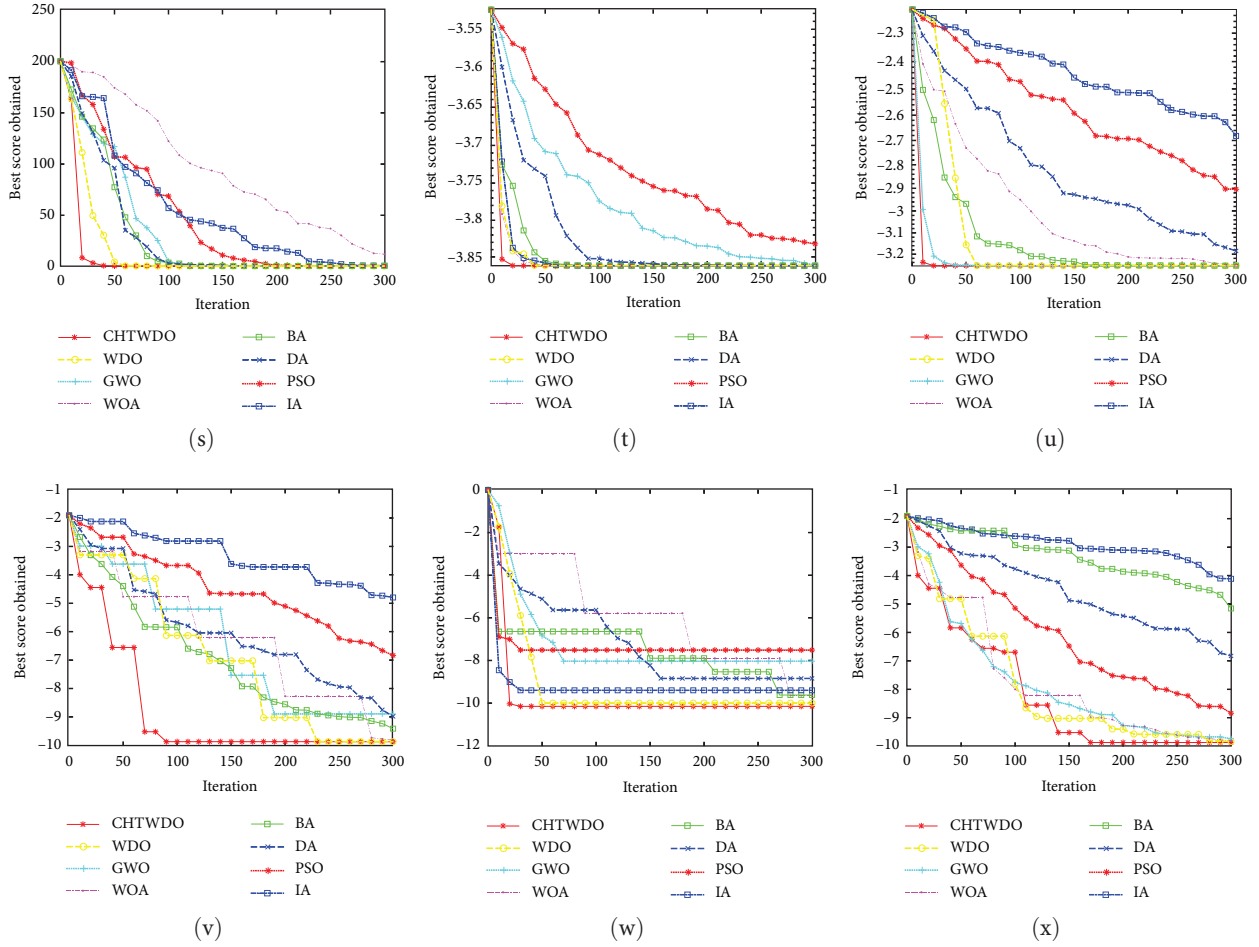 250
200
150
100
50
0
Best score obtained
0 50 100 150 200 250 300
Iteration
CHTWDO
WDO
GWO
WOA
BA
DA
PSO
IA
(s)
−3.55
−3.6
−3.65
−3.7
−3.75
−3.8
−3.85
Best score obtained
0 50 100 150 200 250 300
Iteration
CHTWDO
WDO
GWO
WOA
BA
DA
PSO
IA
(t)
−2.3
−2.4
−2.5
−2.6
−2.7
−2.8
−2.9
−3
−3.1
−3.2
Best score obtained
0 50 100 150 200 250 300
Iteration
CHTWDO
WDO
GWO
WOA
BA
DA
PSO
IA
(u)
−1
−2
−3
−4
−5
−6
−7
−8
−9
−10
Best score obtained
0 50 100 150 200 250 300
Iteration
CHTWDO
WDO
GWO
WOA
BA
DA
PSO
IA
(v)
0
−2
−4
−6
−8
−10
−12
Best score obtained
0 50 100 150 200 250 300
Iteration
CHTWDO
WDO
GWO
WOA
BA
DA
PSO
IA
(w)
−1
−2
−3
−4
−5
−6
−7
−8
−9
−10
Best score obtained
0 50 100 150 200 250 300
Iteration
CHTWDO
WDO
GWO
WOA
BA
DA
PSO
IA
(x)